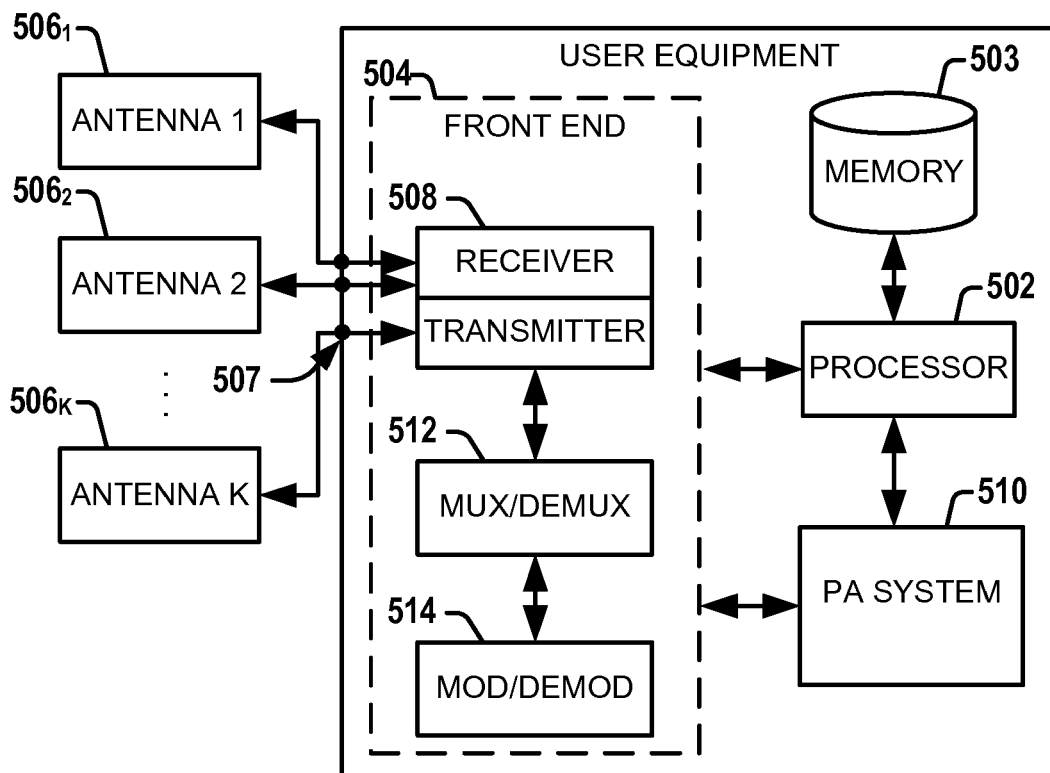 506₁
ANTENNA 1
506₂
ANTENNA 2
506ₖ
ANTENNA K
507
USER EQUIPMENT
504
FRONT END
508
RECEIVER
TRANSMITTER
512
MUX/DEMUX
514
MOD/DEMOD
503
MEMORY
502
PROCESSOR
510
PA SYSTEM